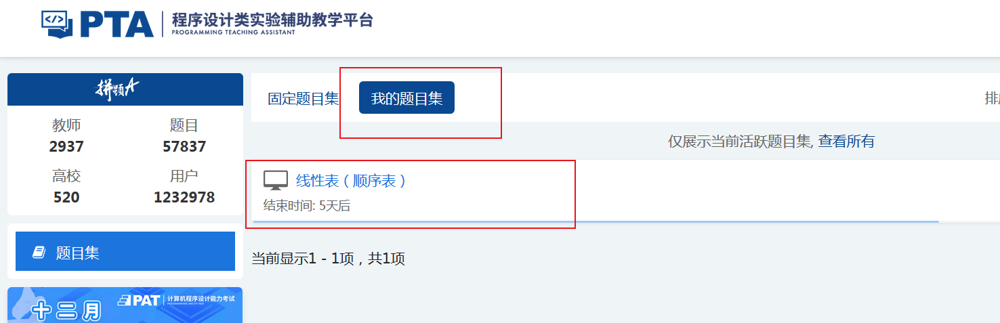 </> PTA 程序设计类实验辅助教学平台
PROGRAMMING TEACHING ASSISTANT
拼题A
教师 题目
2937 57837
高校 用户
520 1232978
题目集
十二月
PAT 计算机程序设计能力考试
PROGRAMMING ABILITY TEST
固定题目集 我的题目集 排序
仅展示当前活跃题目集, 查看所有
线性表（顺序表）
结束时间: 5天后
当前显示1 - 1项，共1项